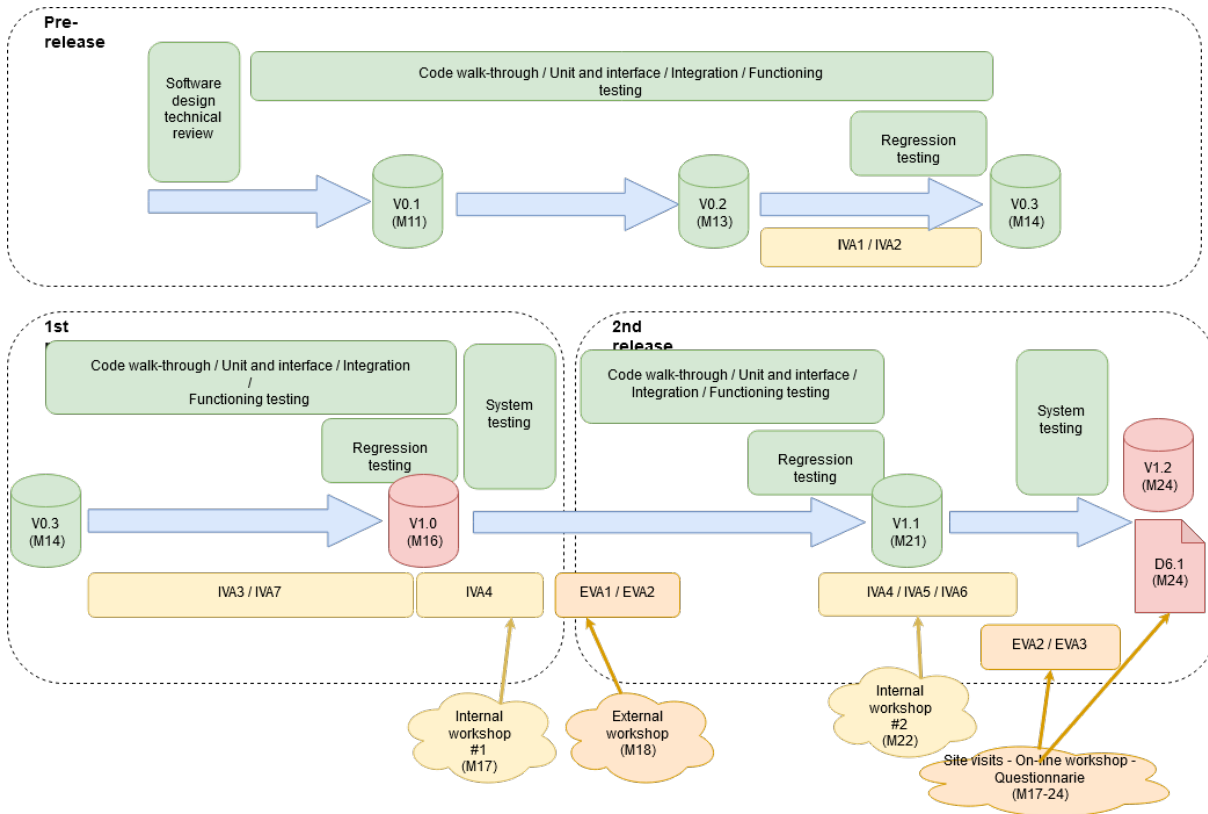 Pre-
release
Software
design
technical
review
Code walk-through / Unit and interface / Integration / Functioning
testing
Regression
testing
V0.1
(M11)
V0.2
(M13)
V0.3
(M14)
IVA1 / IVA2
1st
Code walk-through / Unit and interface / Integration
/
Functioning testing
System
testing
Regression
testing
V0.3
(M14)
V1.0
(M16)
IVA3 / IVA7
IVA4
2nd
release
Code walk-through / Unit and interface /
Integration / Functioning testing
System
testing
Regression
testing
V1.1
(M21)
V1.2
(M24)
D6.1
(M24)
EVA1 / EVA2
IVA4 / IVA5 / IVA6
EVA2 / EVA3
Internal
workshop
#1
(M17)
External
workshop
(M18)
Internal
workshop
#2
(M22)
Site visits - On-line workshop -
Questionnarie
(M17-24)